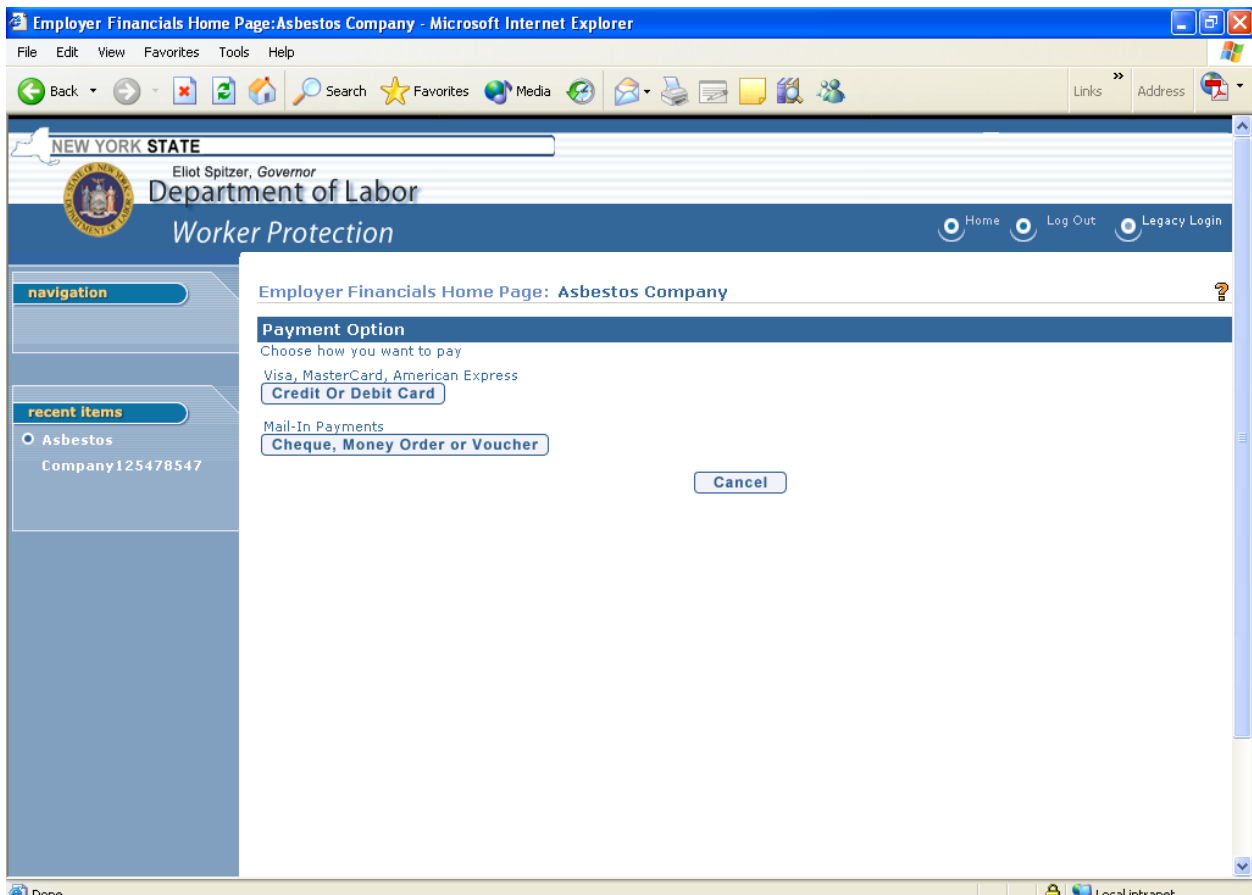 Employer Financials Home Page:Asbestos Company - Microsoft Internet Explorer
File Edit View Favorites Tools Help
Back Search Favorites Media Links » Address
NEW YORK STATE
Eliot Spitzer, Governor
Department of Labor
Worker Protection
Home Log Out Legacy Login
navigation
recent items
Asbestos
Company125478547
Employer Financials Home Page: Asbestos Company
?
Payment Option
Choose how you want to pay
Visa, MasterCard, American Express
Credit Or Debit Card
Mail-In Payments
Cheque, Money Order or Voucher
Cancel
Done Local intranet